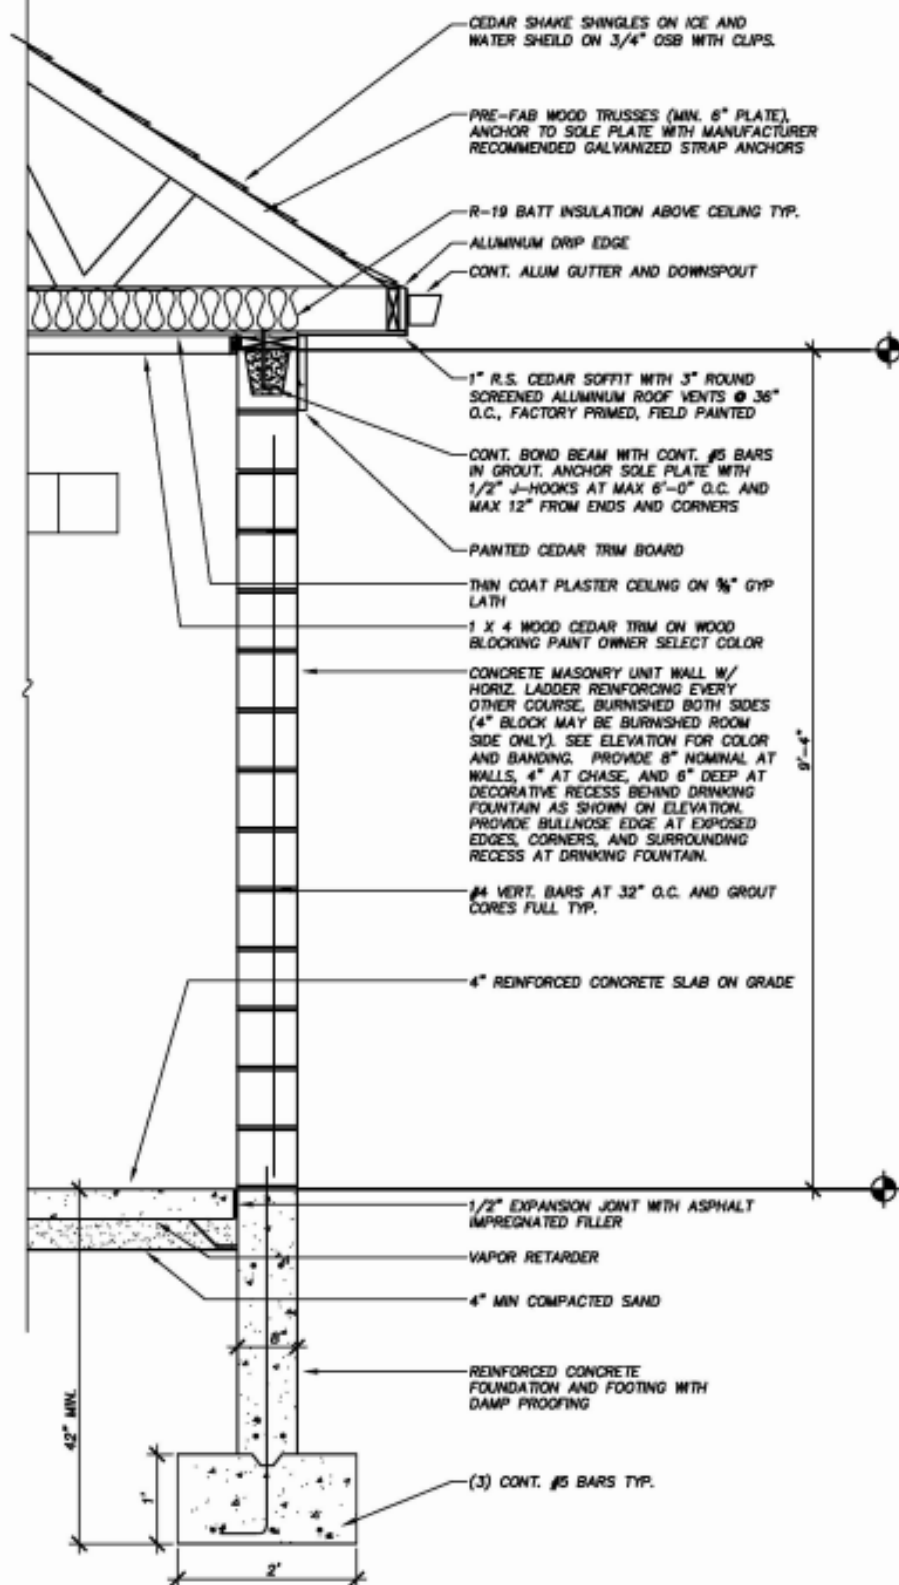 CEDAR SHAKE SHINGLES ON ICE AND
WATER SHEILD ON 3/4" OSB WITH CLIPS.
PRE-FAB WOOD TRUSSES (MIN. 6" PLATE),
ANCHOR TO SOLE PLATE WITH MANUFACTURER
RECOMMENDED GALVANIZED STRAP ANCHORS
R-19 BATT INSULATION ABOVE CEILING TYP.
ALUMINUM DRIP EDGE
CONT. ALUM GUTTER AND DOWNSPOUT
1" R.S. CEDAR SOFFIT WITH 3" ROUND
SCREENED ALUMINUM ROOF VENTS @ 36"
O.C., FACTORY PRIMED, FIELD PAINTED
CONT. BOND BEAM WITH CONT. #5 BARS
IN GROUT. ANCHOR SOLE PLATE WITH
1/2" J-HOOKS AT MAX 6'-0" O.C. AND
MAX 12" FROM ENDS AND CORNERS
PAINTED CEDAR TRIM BOARD
THIN COAT PLASTER CEILING ON ⅝" GYP
LATH
1 X 4 WOOD CEDAR TRIM ON WOOD
BLOCKING PAINT OWNER SELECT COLOR
CONCRETE MASONRY UNIT WALL W/
HORIZ. LADDER REINFORCING EVERY
OTHER COURSE, BURNISHED BOTH SIDES
(4" BLOCK MAY BE BURNISHED ROOM
SIDE ONLY). SEE ELEVATION FOR COLOR
AND BANDING. PROVIDE 8" NOMINAL AT
WALLS, 4" AT CHASE, AND 6" DEEP AT
DECORATIVE RECESS BEHIND DRINKING
FOUNTAIN AS SHOWN ON ELEVATION.
PROVIDE BULLNOSE EDGE AT EXPOSED
EDGES, CORNERS, AND SURROUNDING
RECESS AT DRINKING FOUNTAIN.
9'-4"
#4 VERT. BARS AT 32" O.C. AND GROUT
CORES FULL TYP.
4" REINFORCED CONCRETE SLAB ON GRADE
1/2" EXPANSION JOINT WITH ASPHALT
IMPREGNATED FILLER
VAPOR RETARDER
4" MIN COMPACTED SAND
8"
REINFORCED CONCRETE
FOUNDATION AND FOOTING WITH
DAMP PROOFING
42" MIN.
1'
(3) CONT. #5 BARS TYP.
2'